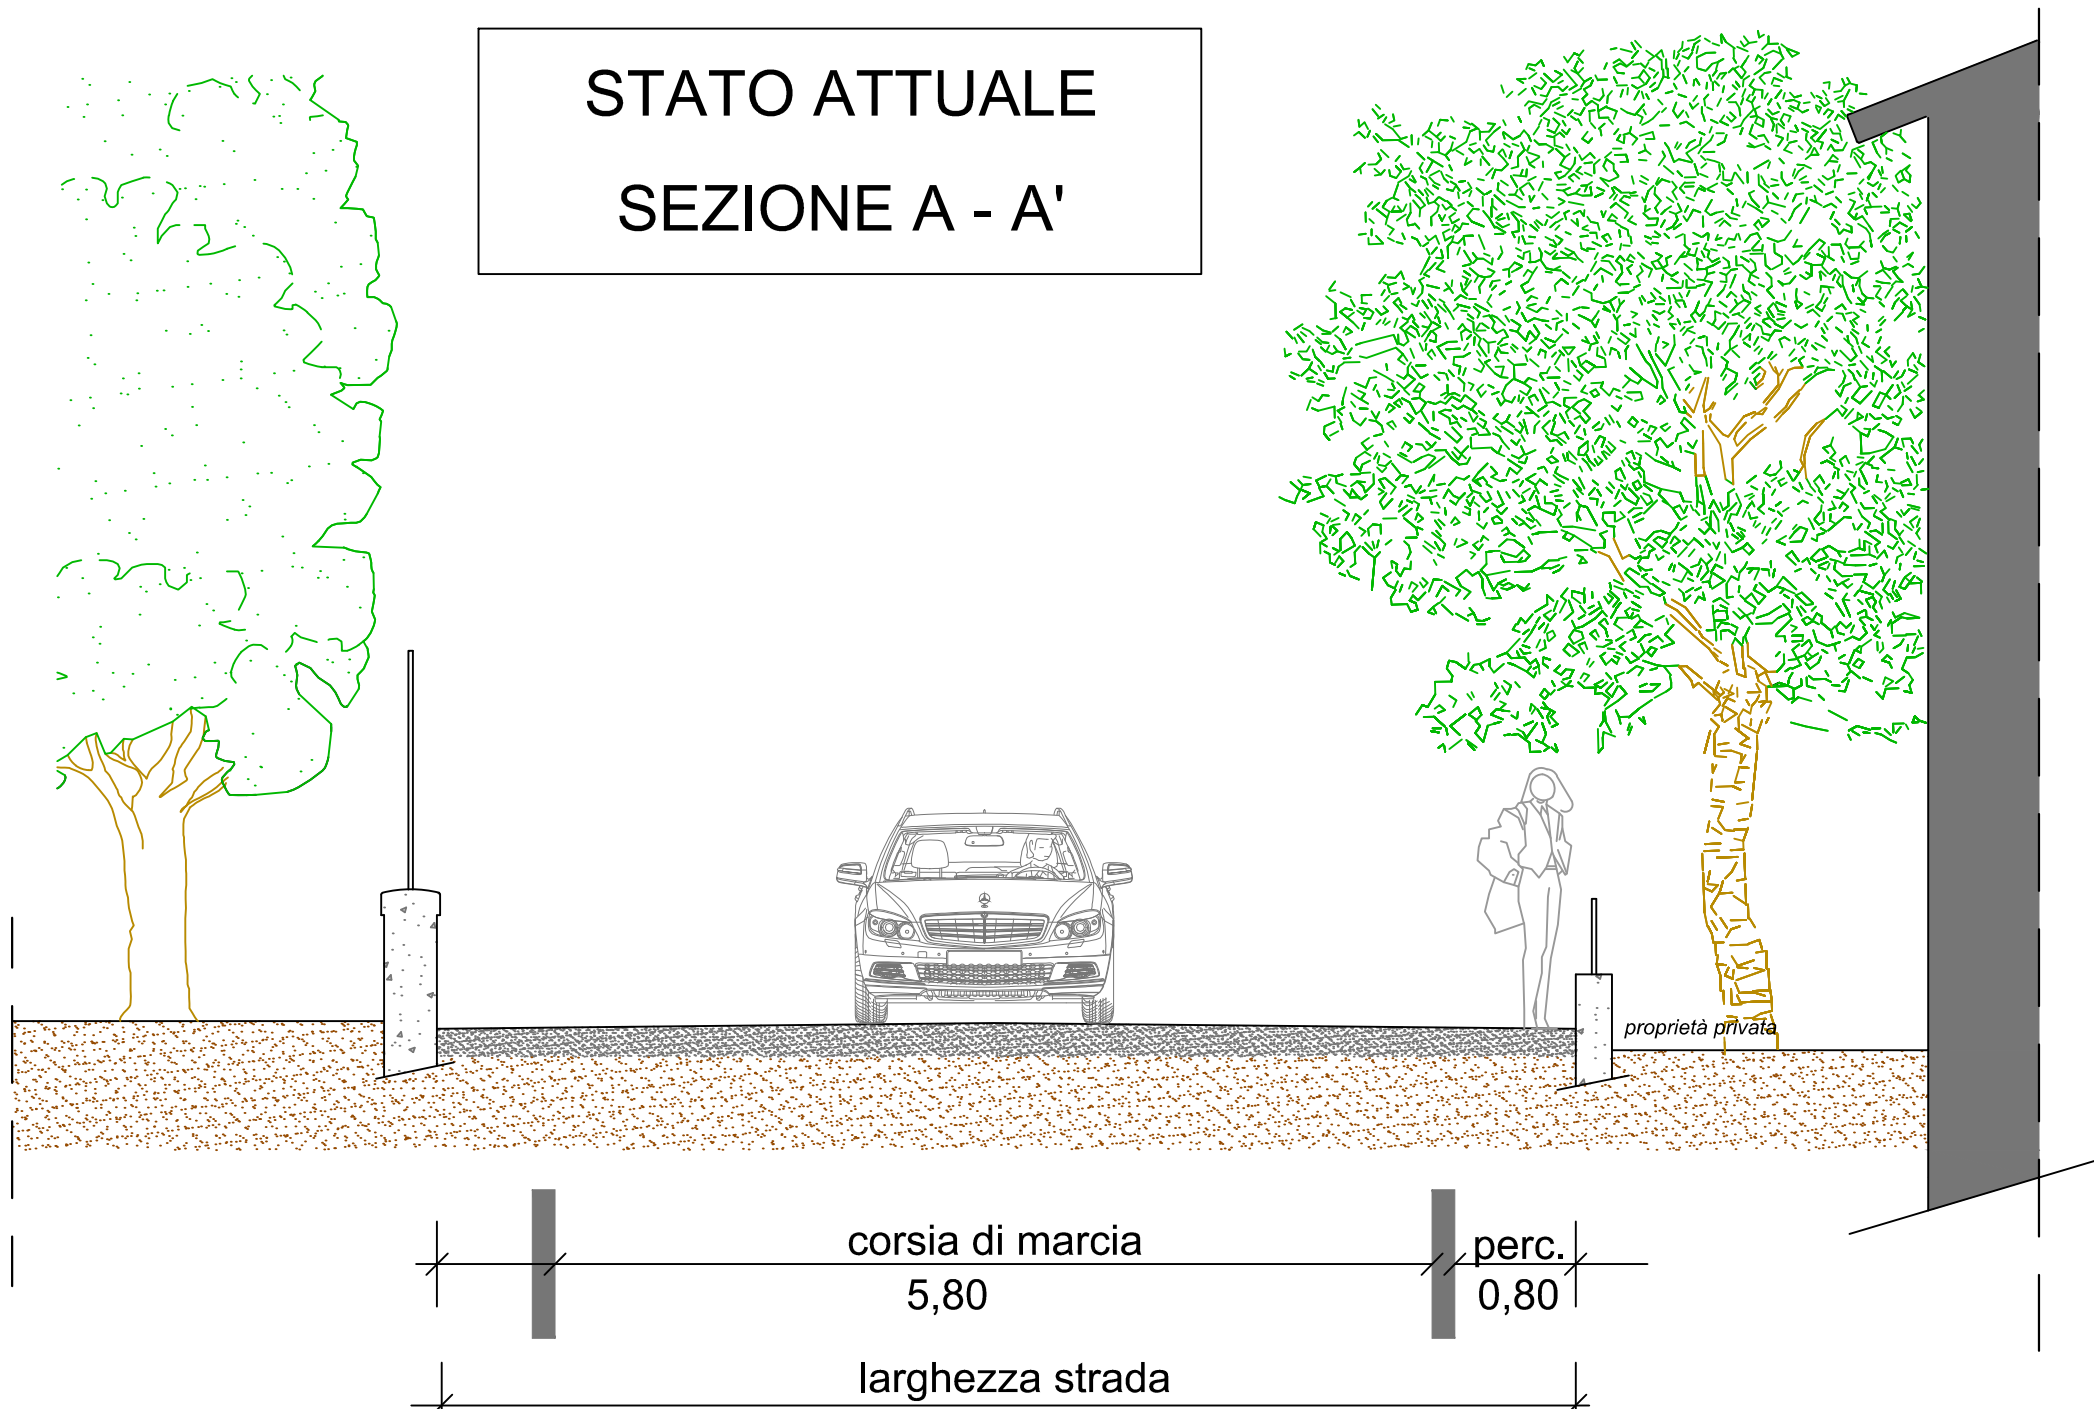 STATO ATTUALE
SEZIONE A - A'
proprietà privata
corsia di marcia
perc.
5,80
0,80
larghezza strada